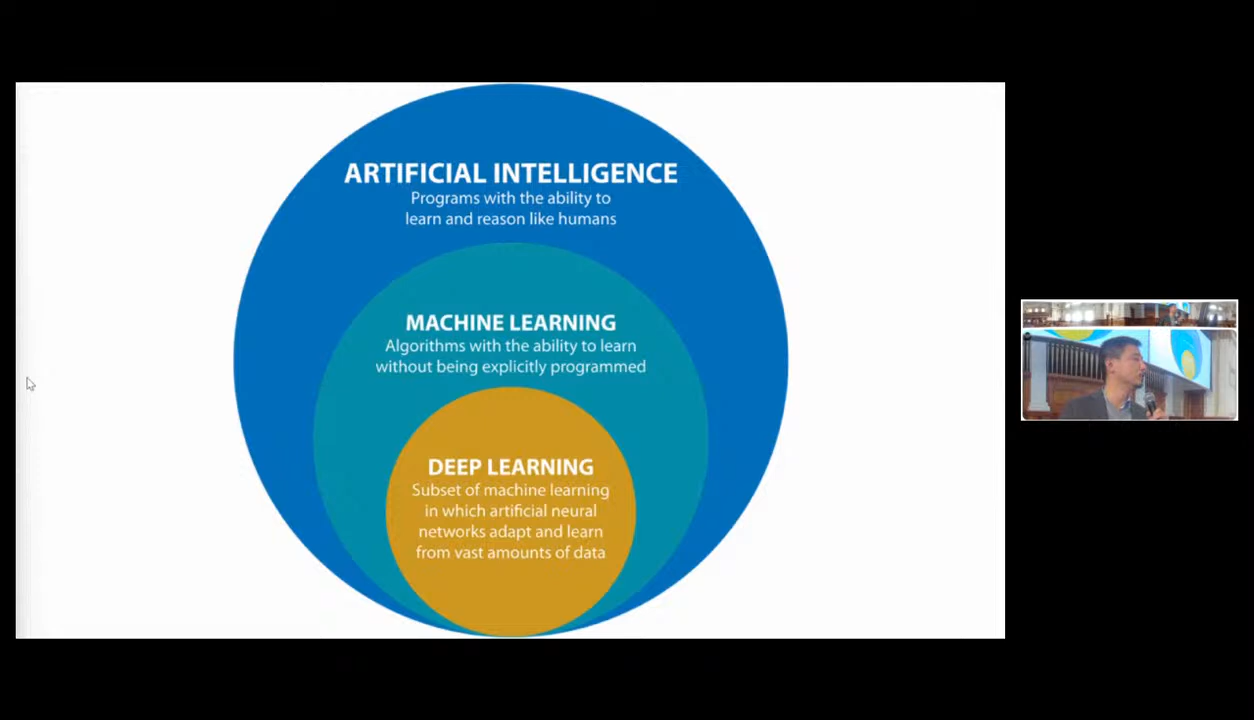 ARTIFICIAL INTELLIGENCE
Programs with the ability to
learn and reason like humans
MACHINE LEARNING
Algorithms with the ability to learn
without being explicitly programmed
DEEP LEARNING
Subset of machine learning
in which artificial neural
networks adapt and learn
from vast amounts of data